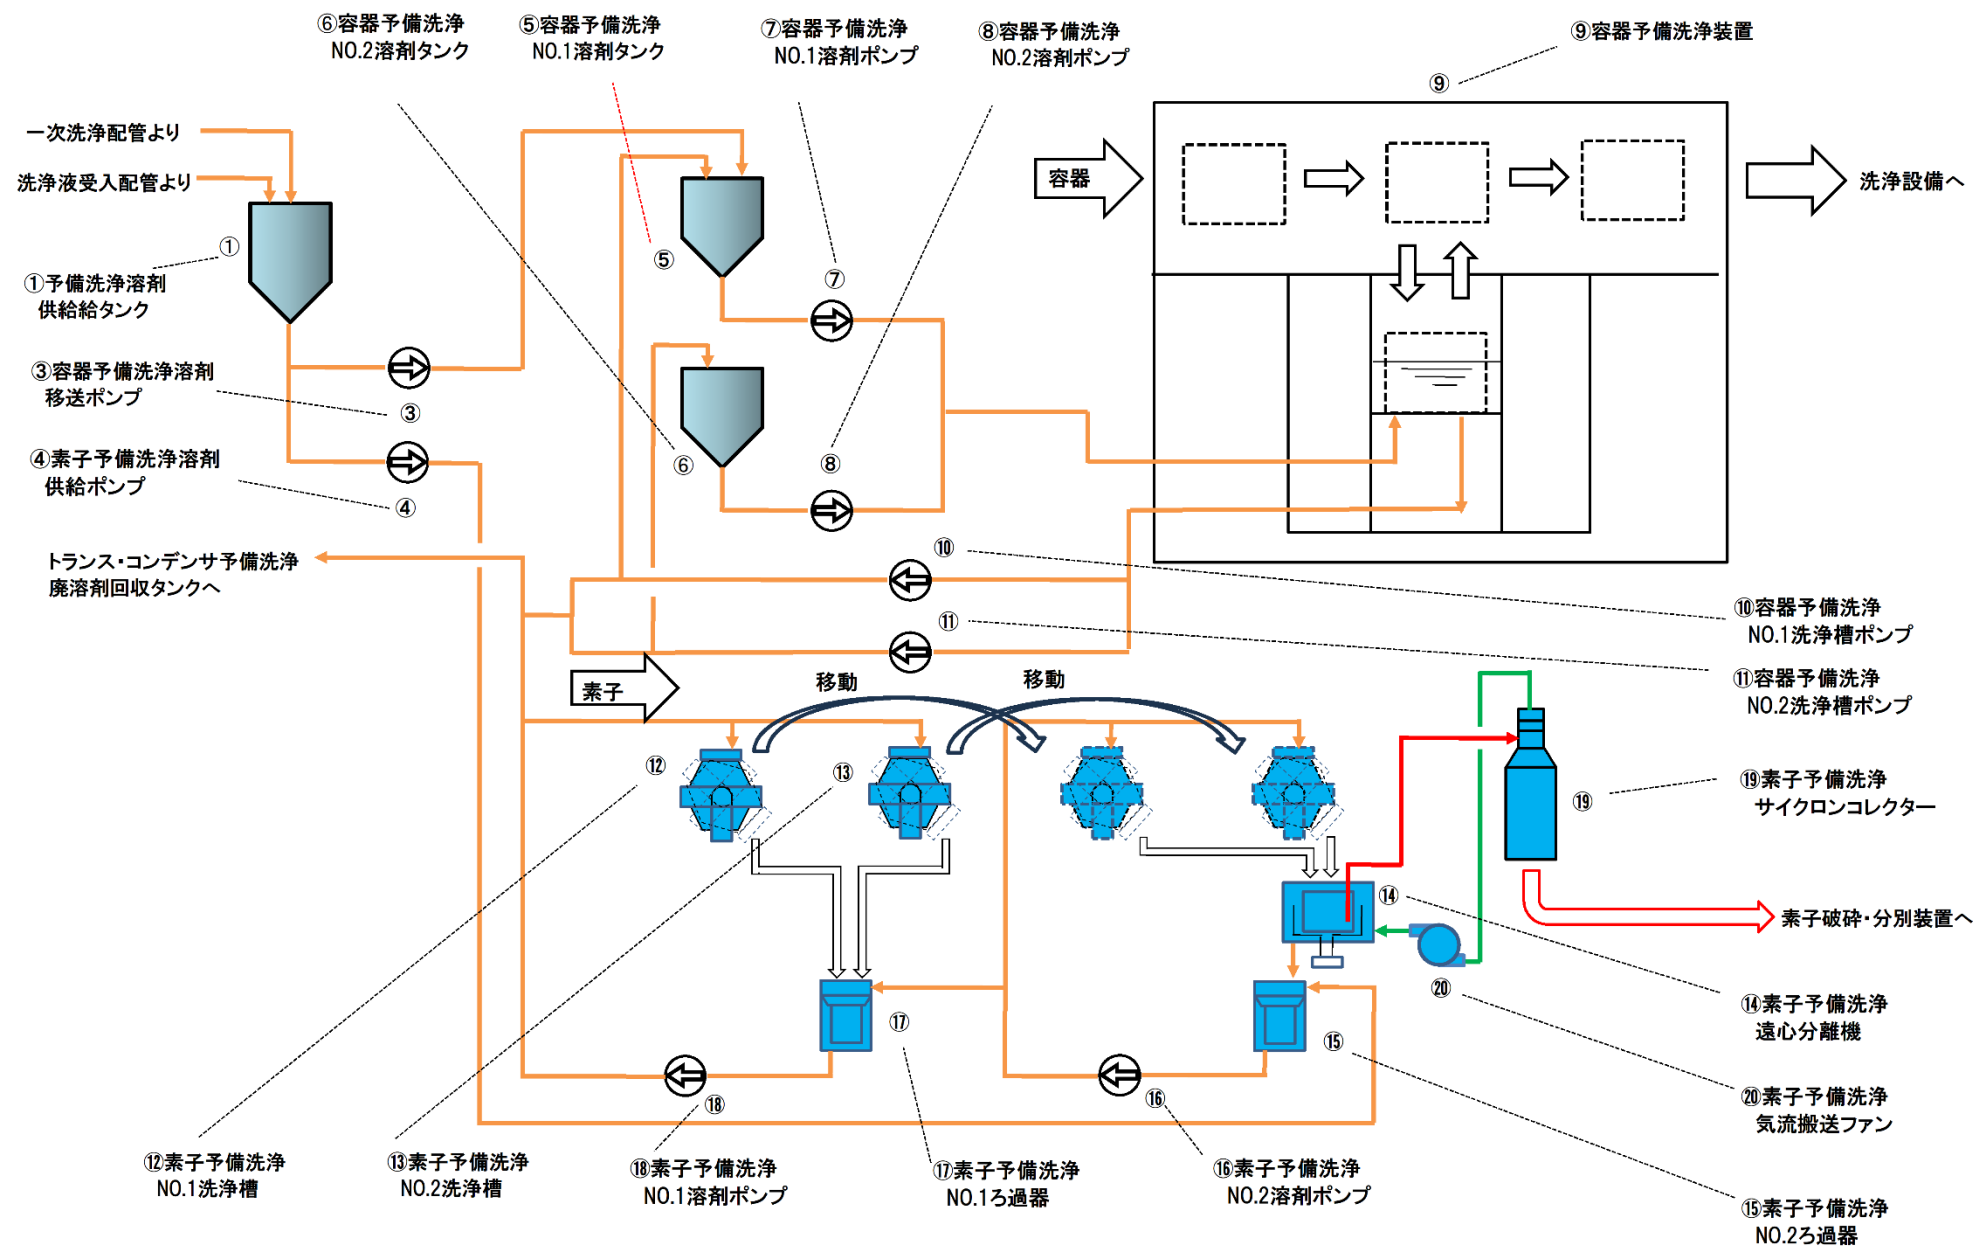 ⑥容器予備洗浄
NO.2溶剤タンク
⑤容器予備洗浄
NO.1溶剤タンク
⑦容器予備洗浄
NO.1溶剤ポンプ
⑧容器予備洗浄
NO.2溶剤ポンプ
⑨容器予備洗浄装置
⑨
一次洗浄配管より
洗浄液受入配管より
容器
洗浄設備へ
①
⑤
⑦
①予備洗浄溶剤
供給給タンク
③容器予備洗浄溶剤
移送ポンプ
③
⑥
⑧
④素子予備洗浄溶剤
供給ポンプ
④
トランス・コンデンサ予備洗浄
廃溶剤回収タンクへ
⑩
⑪
⑩容器予備洗浄
NO.1洗浄槽ポンプ
⑪容器予備洗浄
NO.2洗浄槽ポンプ
素子
移動
移動
⑫
⑬
⑲
⑲素子予備洗浄
サイクロンコレクター
⑭
素子破砕・分別装置へ
⑳
⑭素子予備洗浄
遠心分離機
⑰
⑮
⑱
⑯
⑳素子予備洗浄
気流搬送ファン
⑫素子予備洗浄
NO.1洗浄槽
⑬素子予備洗浄
NO.2洗浄槽
⑱素子予備洗浄
NO.1溶剤ポンプ
⑰素子予備洗浄
NO.1ろ過器
⑯素子予備洗浄
NO.2溶剤ポンプ
⑮素子予備洗浄
NO.2ろ過器